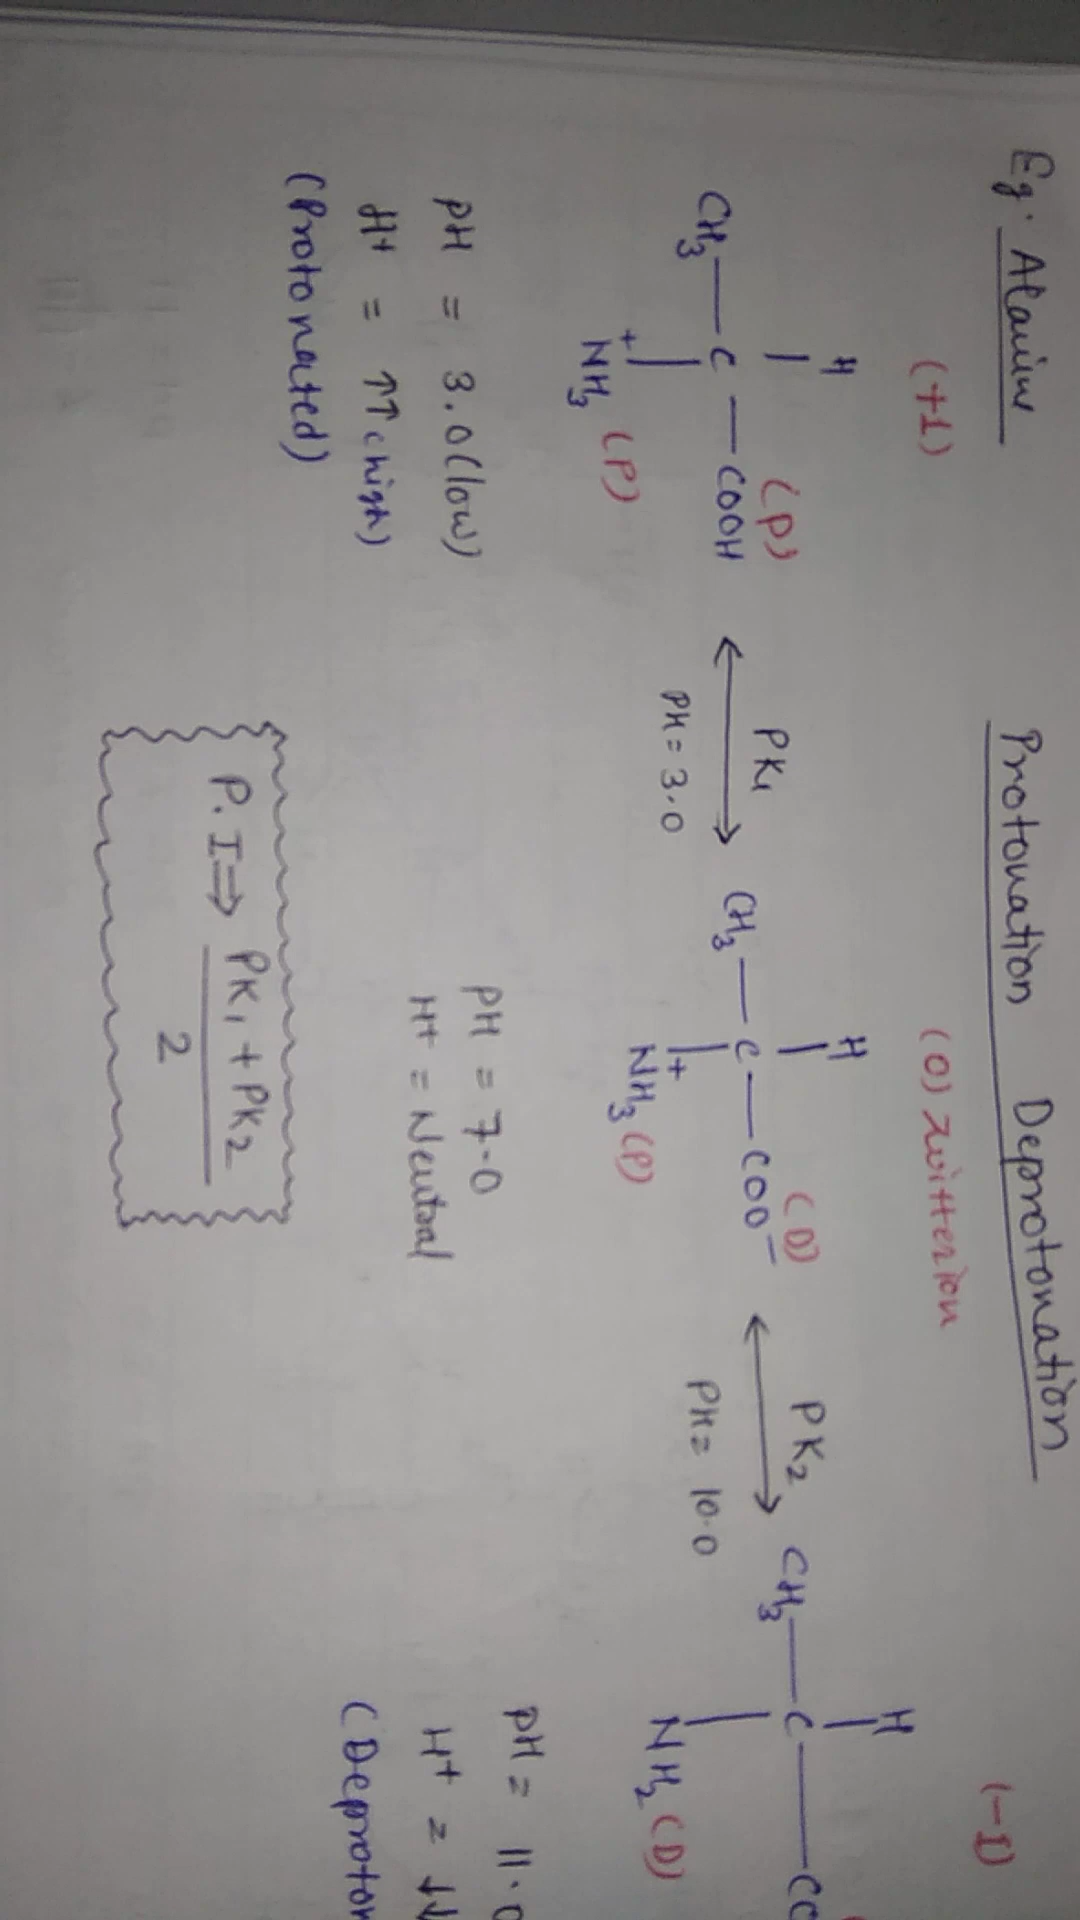 Eg: Alanine Protonation Deprotonation
(+1) (0) zwitterion (-1)
H H H
(P) (D)
CH3 — C — COOH PK1 CH3 — C — COO− PK2 CH3 — C —
PH = 3.0 PH = 10.0
+NH3 (P) +NH3 (P) NH2 (D)
PH = 3.0 (low) PH = 7.0 PH = 11.0
H+ = ↑↑ (high) H+ = Neutral H+ = ↓↓
(Protonated)
P.I ⇒ PK1 + PK2
2